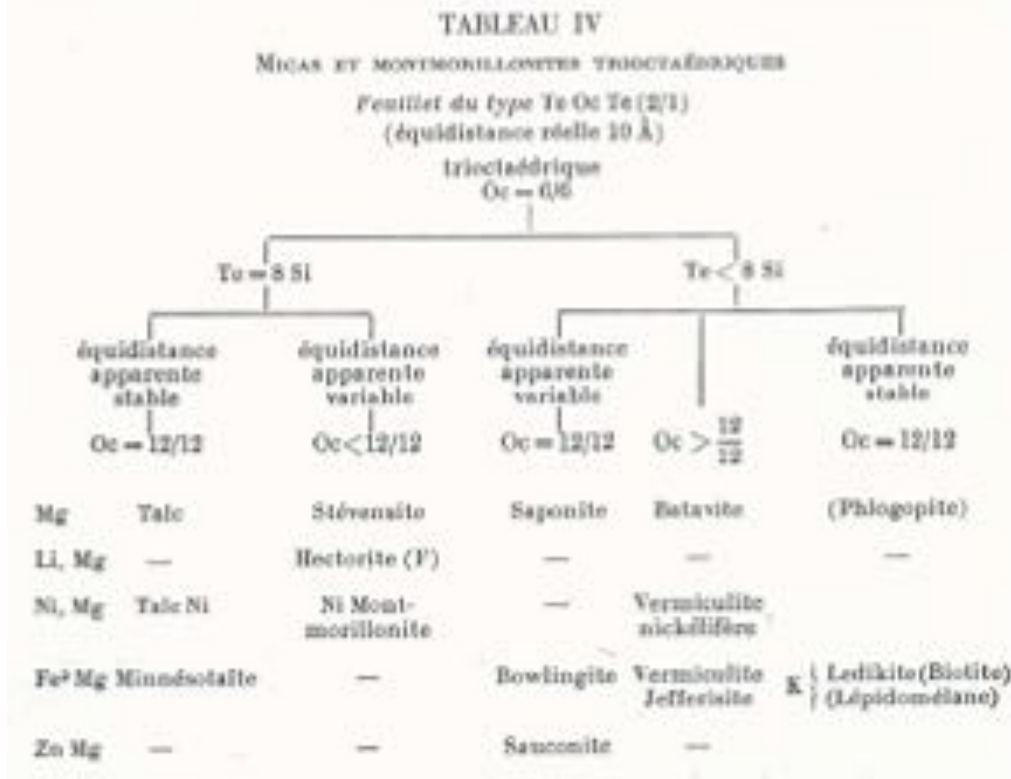 TABLEAU IV
MICAS ET MONTMORILLONITES TRIOCTAÉDRIQUES
Feuillet du type Te Oc Te (2/1)
(équidistance réelle 10 Å)
trioctaédrique
Oc = 6/6
Te = 8 Si Te < 8 Si
équidistance apparente stable équidistance apparente variable équidistance apparente variable équidistance apparente stable
Oc = 12/12 Oc < 12/12 Oc = 12/12 Oc > 12/12 Oc = 12/12
Mg Talc Stévensite Saponite Batavite (Phlogopite)
Li, Mg — Hectorite (F) — — —
Ni, Mg Talc Ni Ni Mont- — Vermiculite
morillonite nickélifère
Fe² Mg Minnésotaïte — Bowlingite Vermiculite K { Ledikite (Biotite)
Jefferisite (Lépidomélane)
Zn Mg — — Sauconite —